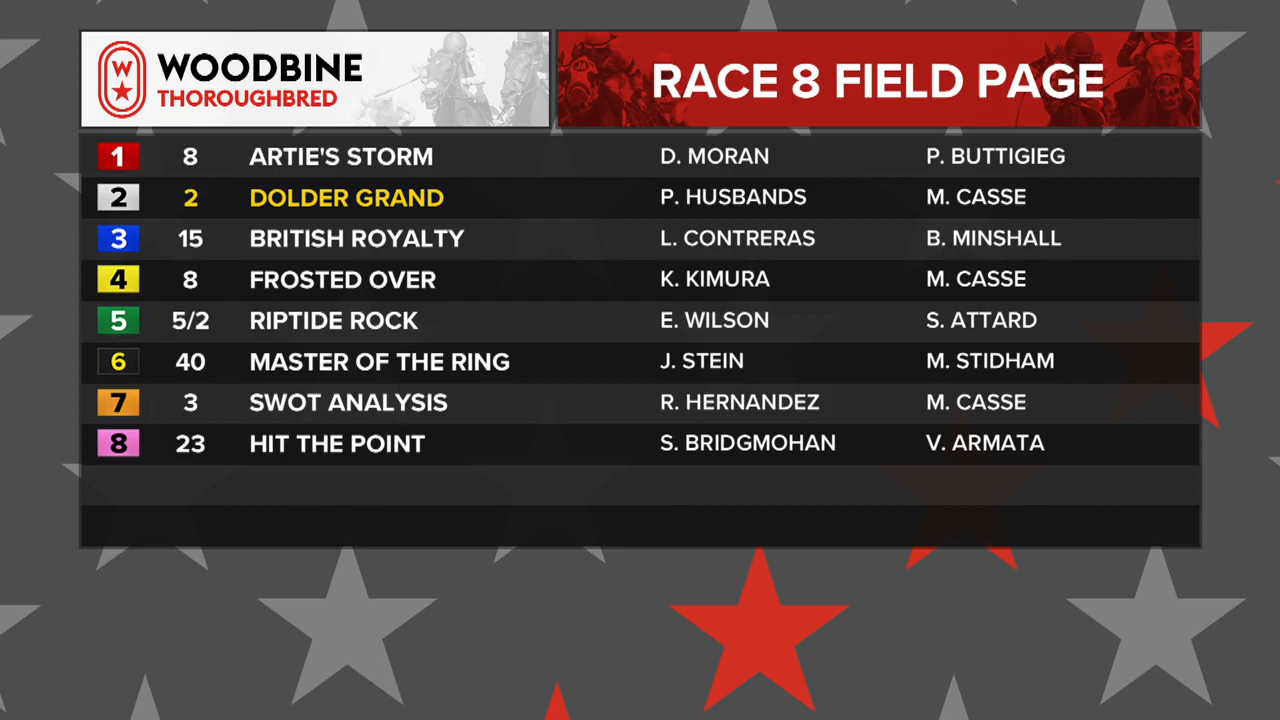 W
WOODBINE
THOROUGHBRED
RACE 8 FIELD PAGE
1 8 ARTIE'S STORM D. MORAN P. BUTTIGIEG
2 2 DOLDER GRAND P. HUSBANDS M. CASSE
3 15 BRITISH ROYALTY L. CONTRERAS B. MINSHALL
4 8 FROSTED OVER K. KIMURA M. CASSE
5 5/2 RIPTIDE ROCK E. WILSON S. ATTARD
6 40 MASTER OF THE RING J. STEIN M. STIDHAM
7 3 SWOT ANALYSIS R. HERNANDEZ M. CASSE
8 23 HIT THE POINT S. BRIDGMOHAN V. ARMATA